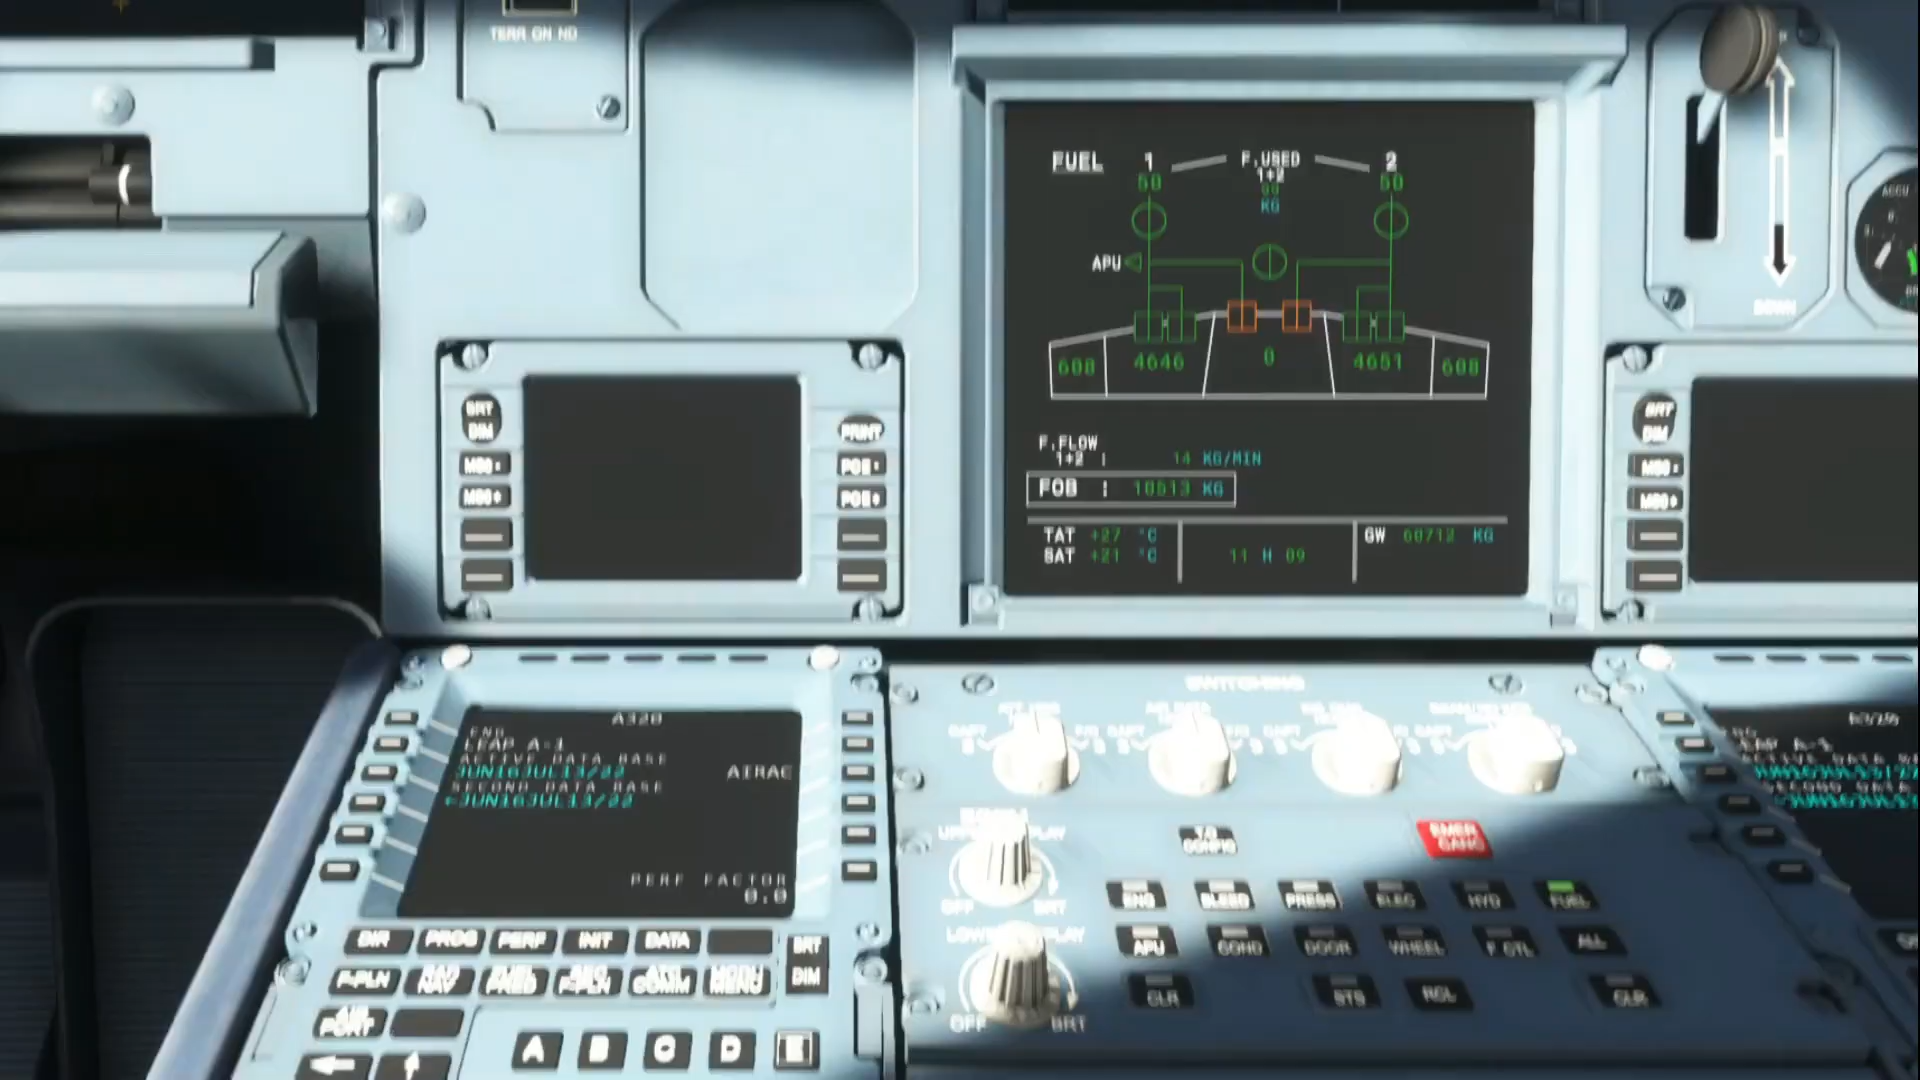 TERR ON ND
FUEL 1 F.USED 2
1+2
50 50
KG
APU
608 4646 0 4651 608
F.FLOW
1+2 : 14 KG/MIN
FOB : 10513 KG
TAT +27 °C
SAT +21 °C
11 H 09
GW 60712 KG
ACCU
DOWN
BRT
DIM
PRINT
BRT
DIM
A320
ENG
LEAP A-1
ACTIVE DATA BASE
JUN16JUL13/22 AIRAC
SECOND DATA BASE
←JUN16JUL13/22
PERF FACTOR
0.0
SWITCHING
T.O
CONFIG
EMER
CANC
ENG BLEED PRESS ELEC HYD FUEL
APU COND DOOR WHEEL F CTL ALL
CLR STS RCL CLR
OFF BRT
OFF BRT
DIR PROG PERF INIT DATA
BRT
DIM
F-PLN RAD NAV FUEL PRED SEC F-PLN ATC COMM MCDU MENU
AIR
PORT
A B C D E